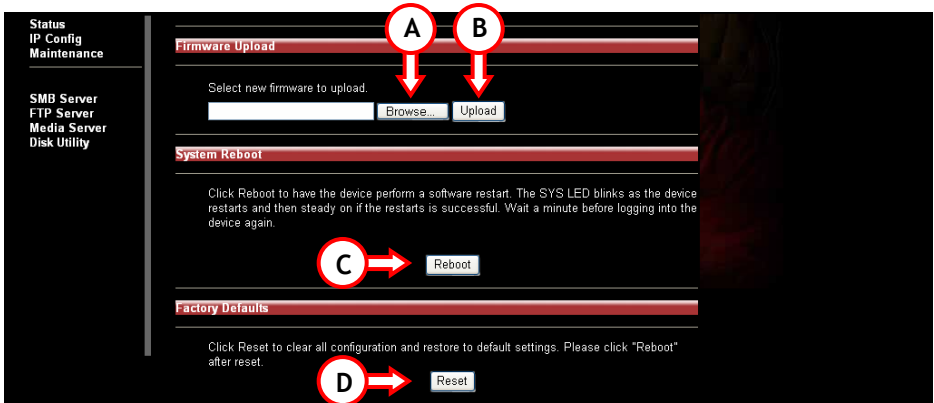 Status
IP Config
Maintenance
SMB Server
FTP Server
Media Server
Disk Utility
A
B
Firmware Upload
Select new firmware to upload.
Browse...
Upload
System Reboot
Click Reboot to have the device perform a software restart. The SYS LED blinks as the device
restarts and then steady on if the restarts is successful. Wait a minute before logging into the
device again.
C
Reboot
Factory Defaults
Click Reset to clear all configuration and restore to default settings. Please click "Reboot"
after reset.
D
Reset